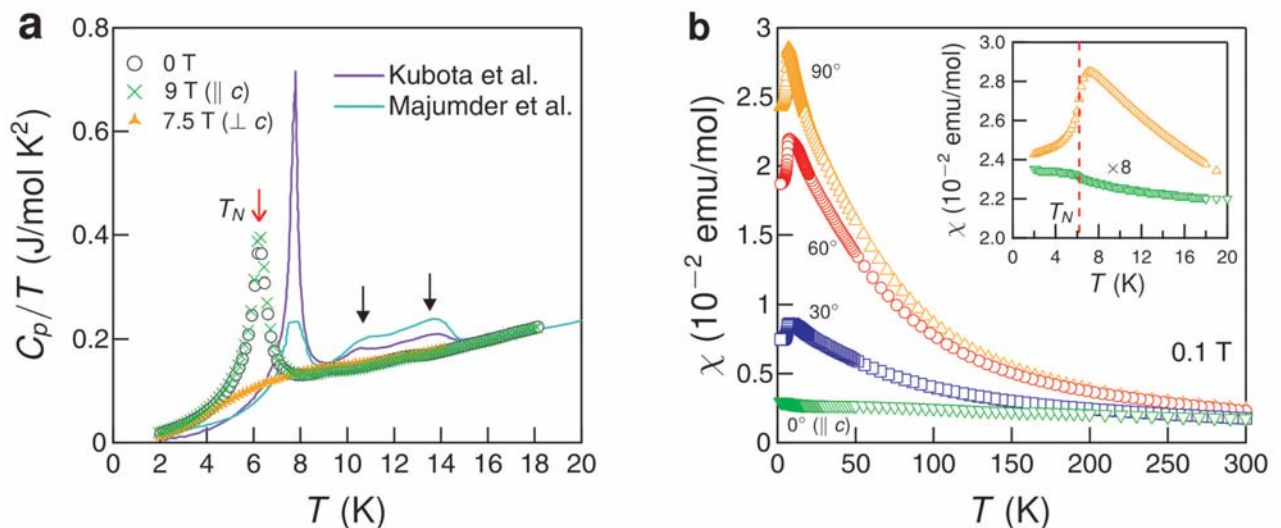 a
0.8
0.6
0.4
0.2
0
0 T
9 T (|| c)
7.5 T (⊥ c)
Kubota et al.
Majumder et al.
T_N
C_p/T (J/mol K²)
0 2 4 6 8 10 12 14 16 18 20
T (K)
b
3
2.5
2
1.5
1
0.5
0
90°
60°
30°
0° (|| c)
0.1 T
χ (10⁻² emu/mol)
0 50 100 150 200 250 300
T (K)
3.0
2.8
2.6
2.4
2.2
2.0
×8
T_N
χ (10⁻² emu/mol)
0 4 8 12 16 20
T (K)